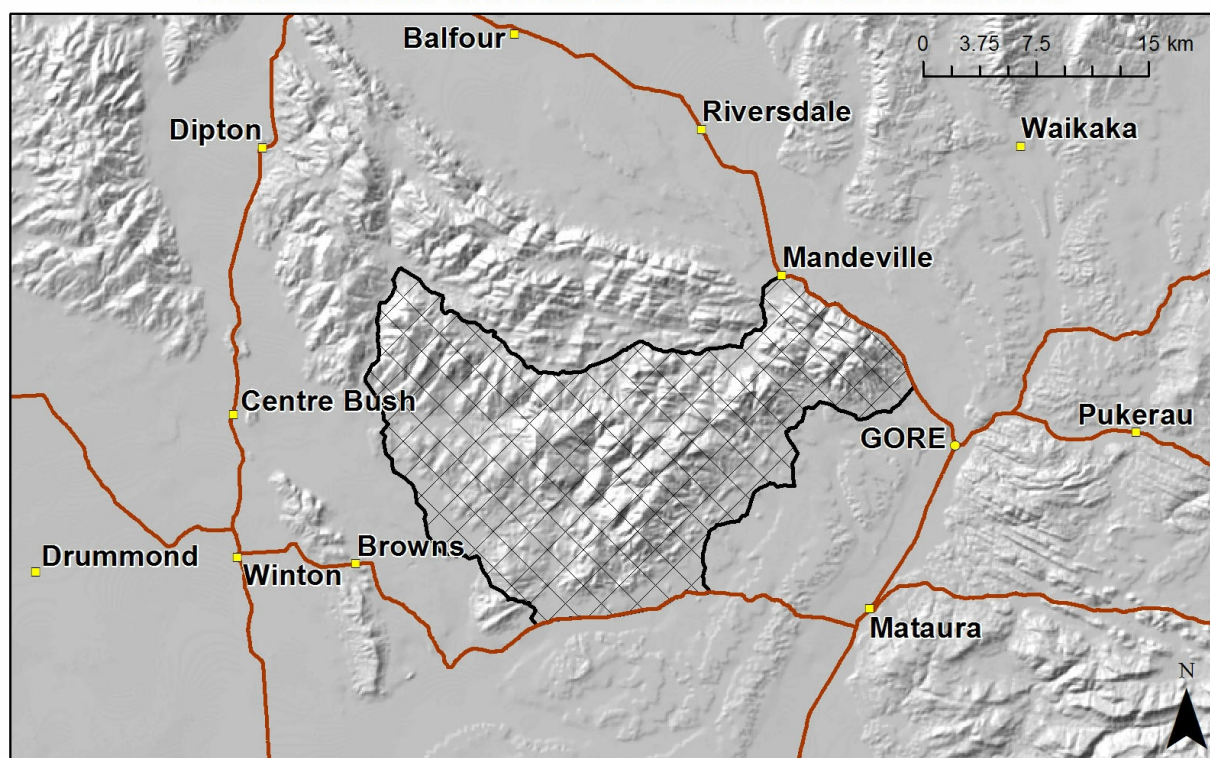 Balfour
0 3.75 7.5 15 km
Riversdale
Dipton
Waikaka
Mandeville
Centre Bush
Pukerau
GORE
Browns
Drummond
Winton
Mataura
N